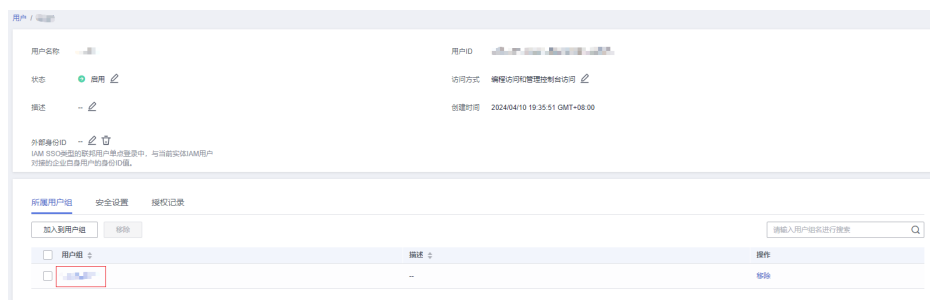 用户 /
用户名称
用户ID
状态 启用
访问方式 编程访问和管理控制台访问
描述 --
创建时间 2024/04/10 19:35:51 GMT+08:00
外部身份ID --
IAM SSO类型的联邦用户单点登录中，与当前实体IAM用户
对接的企业自身用户的身份ID值。
所属用户组 安全设置 授权记录
加入到用户组 移除
请输入用户组名进行搜索
用户组 描述 操作
-- 移除